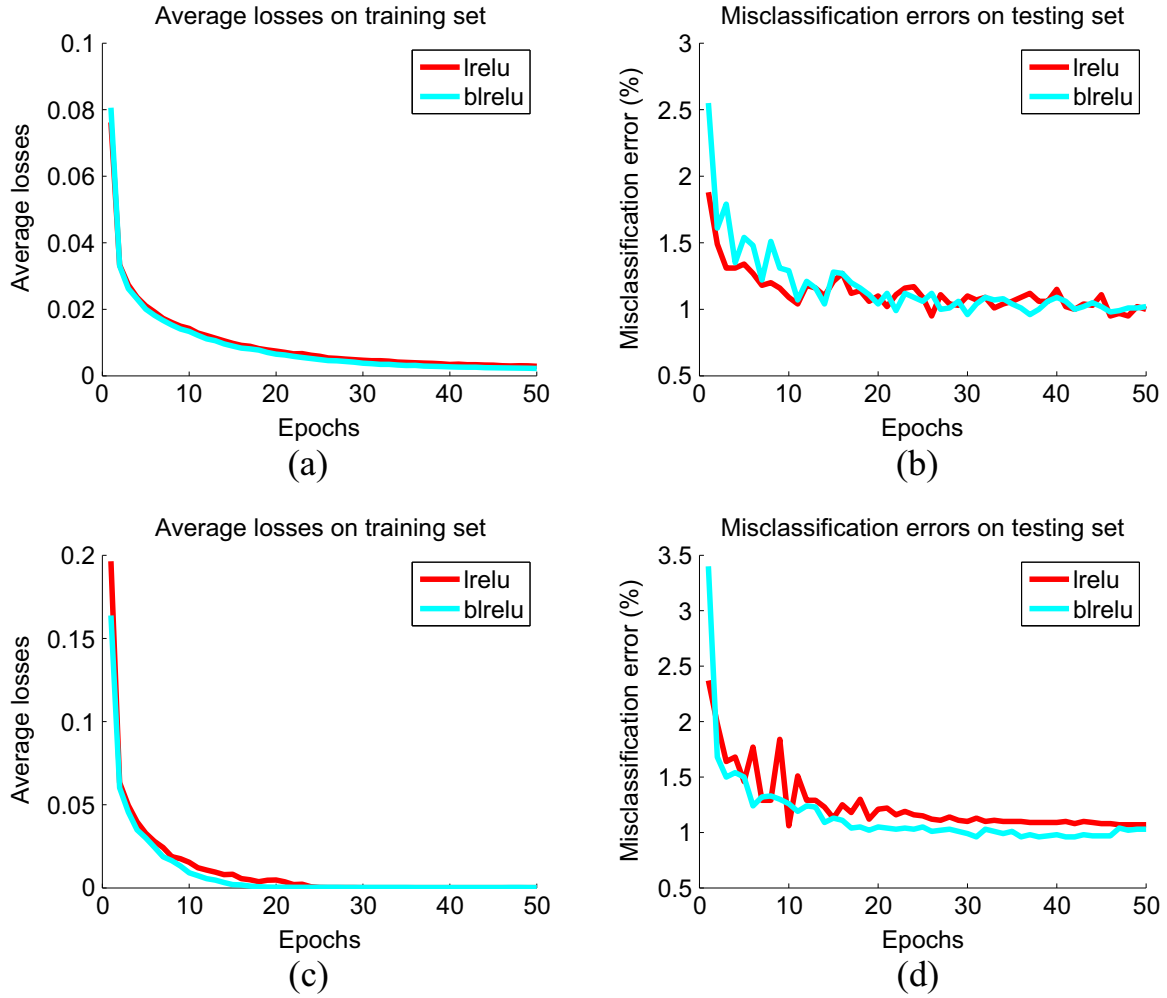 Average losses on training set
0.1
0.08
0.06
0.04
0.02
0
Average losses
lrelu
blrelu
0 10 20 30 40 50
Epochs
(a)
Misclassification errors on testing set
3
2.5
2
1.5
1
0.5
Misclassification error (%)
lrelu
blrelu
0 10 20 30 40 50
Epochs
(b)
Average losses on training set
0.2
0.15
0.1
0.05
0
Average losses
lrelu
blrelu
0 10 20 30 40 50
Epochs
(c)
Misclassification errors on testing set
3.5
3
2.5
2
1.5
1
0.5
Misclassification error (%)
lrelu
blrelu
0 10 20 30 40 50
Epochs
(d)